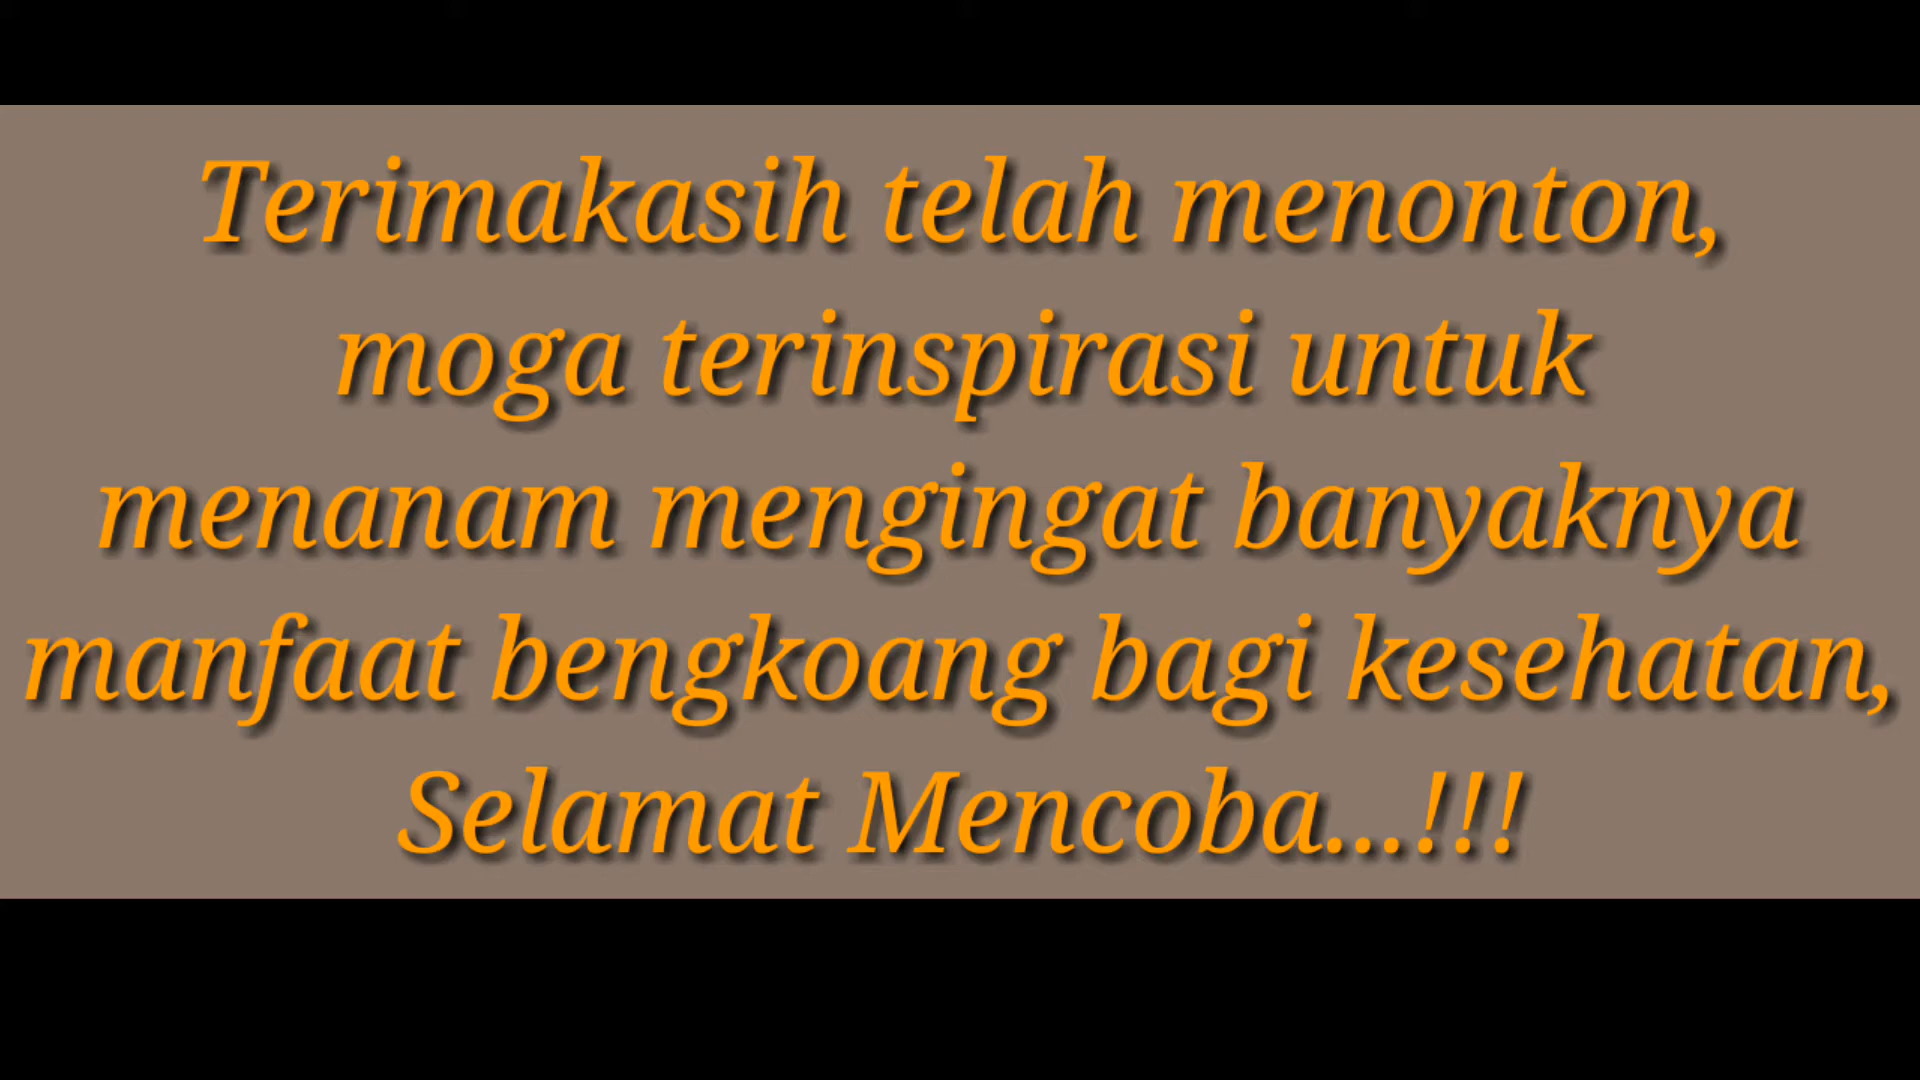 Terimakasih telah menonton,
moga terinspirasi untuk
menanam mengingat banyaknya
manfaat bengkoang bagi kesehatan,
Selamat Mencoba...!!!